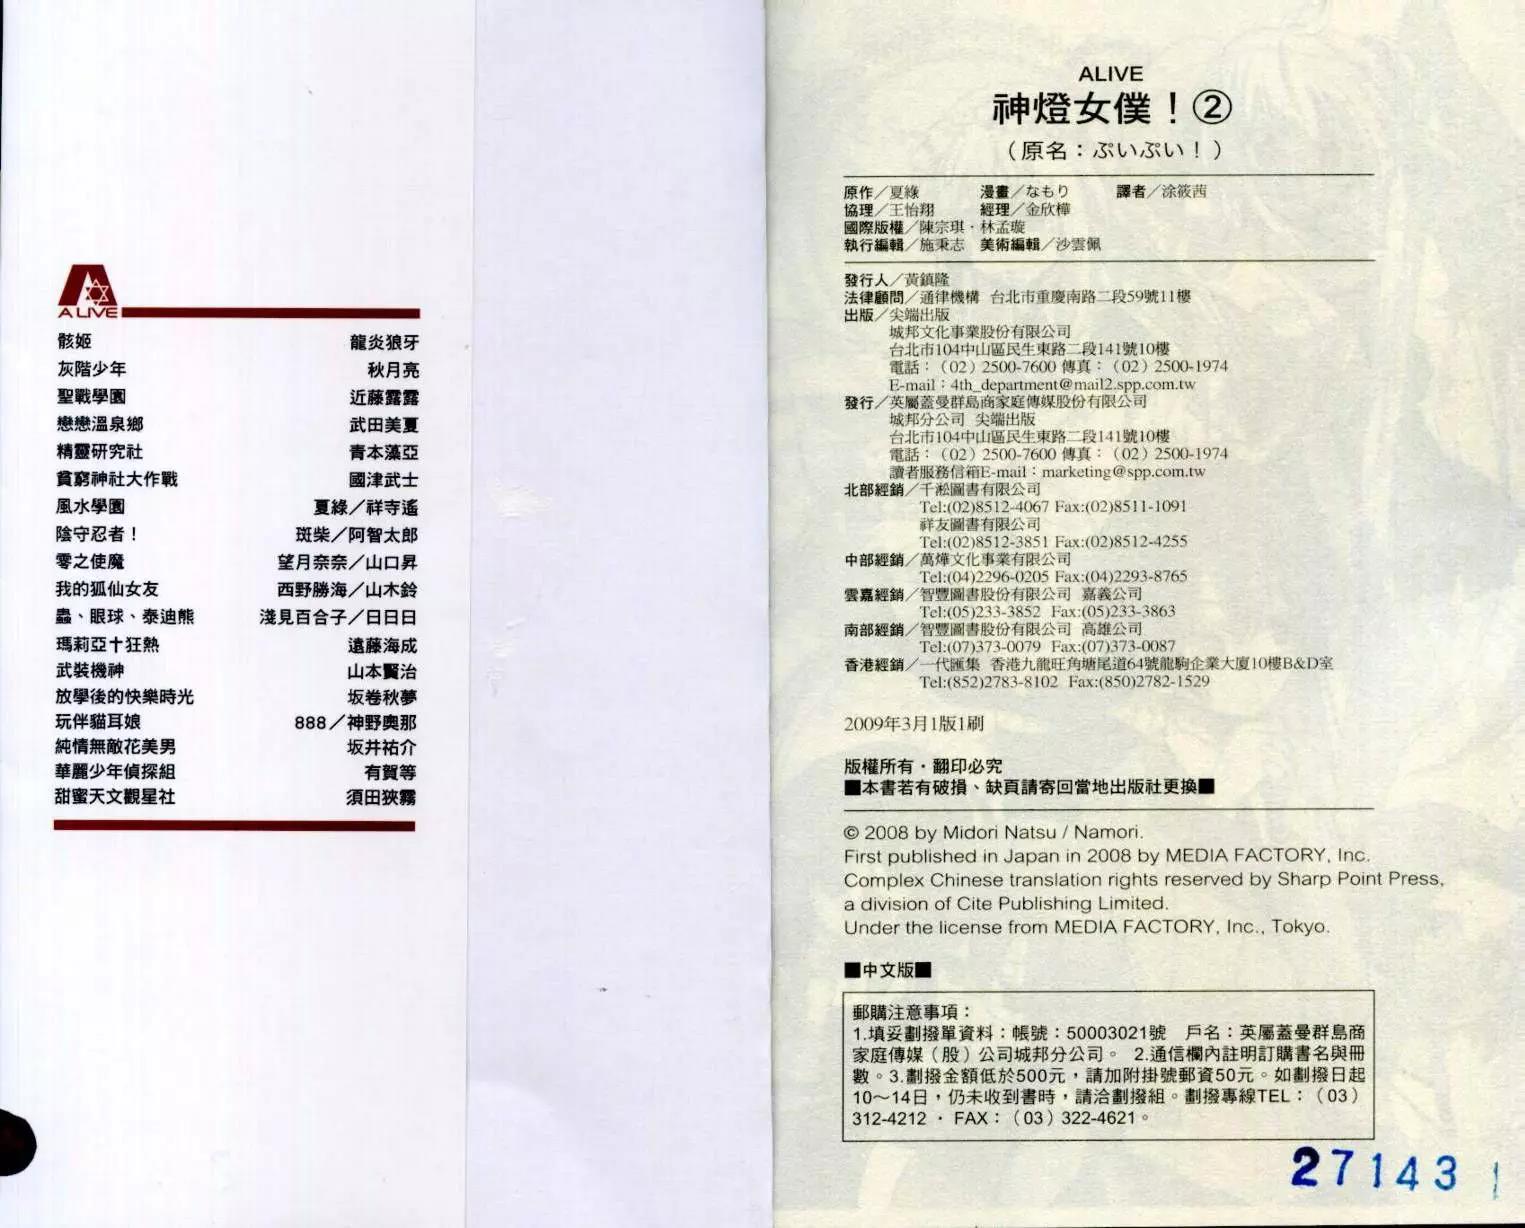 ALIVE
骸姬 龍炎狼牙
灰階少年 秋月亮
聖戰學園 近藤露露
戀戀溫泉鄉 武田美夏
精靈研究社 青本藻亞
貧窮神社大作戰 國津武士
風水學園 夏綠／祥寺遙
陰守忍者！ 斑柴／阿智太郎
零之使魔 望月奈奈／山口昇
我的狐仙女友 西野勝海／山木鈴
蟲、眼球、泰迪熊 淺見百合子／日日日
瑪莉亞十狂熱 遠藤海成
武裝機神 山本賢治
放學後的快樂時光 坂卷秋夢
玩伴貓耳娘 888／神野奧那
純情無敵花美男 坂井祐介
華麗少年偵探組 有賀等
甜蜜天文觀星社 須田狹霧
ALIVE
神燈女僕！②
（原名：ぷいぷい！）
原作／夏綠 漫畫／なもり 譯者／涂筱茜
協理／王怡翔 經理／金欣樺
國際版權／陳宗琪・林孟璇
執行編輯／施秉志 美術編輯／沙雲佩
發行人／黃鎮隆
法律顧問／通律機構 台北市重慶南路二段59號11樓
出版／尖端出版
城邦文化事業股份有限公司
台北市104中山區民生東路二段141號10樓
電話：（02）2500-7600 傳真：（02）2500-1974
E-mail：4th_department@mail2.spp.com.tw
發行／英屬蓋曼群島商家庭傳媒股份有限公司
城邦分公司 尖端出版
台北市104中山區民生東路二段141號10樓
電話：（02）2500-7600 傳真：（02）2500-1974
讀者服務信箱E-mail：marketing@spp.com.tw
北部經銷／千淞圖書有限公司
Tel:(02)8512-4067 Fax:(02)8511-1091
祥友圖書有限公司
Tel:(02)8512-3851 Fax:(02)8512-4255
中部經銷／萬燁文化事業有限公司
Tel:(04)2296-0205 Fax:(04)2293-8765
雲嘉經銷／智豐圖書股份有限公司 嘉義公司
Tel:(05)233-3852 Fax:(05)233-3863
南部經銷／智豐圖書股份有限公司 高雄公司
Tel:(07)373-0079 Fax:(07)373-0087
香港經銷／一代匯集 香港九龍旺角塘尾道64號龍駒企業大廈10樓B&D室
Tel:(852)2783-8102 Fax:(850)2782-1529
2009年3月1版1刷
版權所有・翻印必究
■本書若有破損、缺頁請寄回當地出版社更換■
© 2008 by Midori Natsu / Namori.
First published in Japan in 2008 by MEDIA FACTORY, Inc.
Complex Chinese translation rights reserved by Sharp Point Press,
a division of Cite Publishing Limited.
Under the license from MEDIA FACTORY, Inc., Tokyo.
■中文版■
郵購注意事項：
1.填妥劃撥單資料：帳號：50003021號 戶名：英屬蓋曼群島商
家庭傳媒（股）公司城邦分公司。 2.通信欄內註明訂購書名與冊
數。3.劃撥金額低於500元，請加附掛號郵資50元。如劃撥日起
10～14日，仍未收到書時，請洽劃撥組。劃撥專線TEL：（03）
312-4212 · FAX：（03）322-4621。
27143